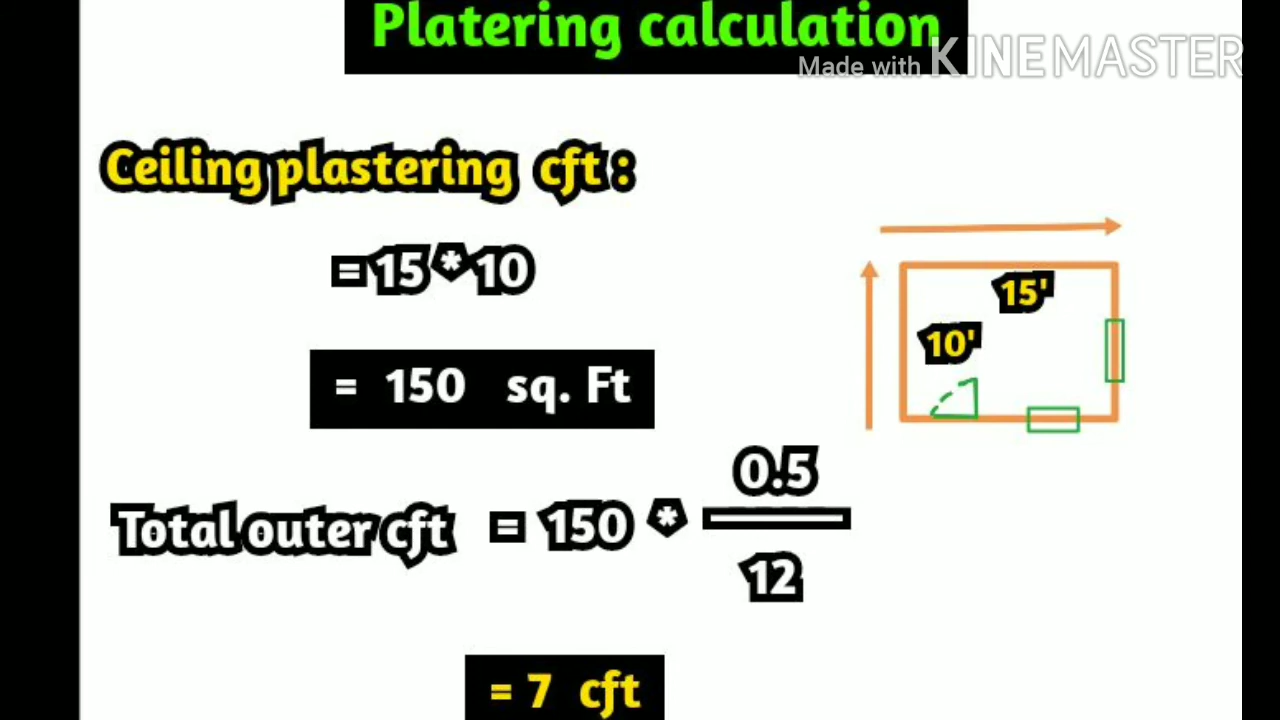 Platering calculation
Made with KINEMASTER
Ceiling plastering cft :
= 15 * 10
15'
10'
= 150 sq. Ft
Total outer cft = 150 * 0.5
12
= 7 cft